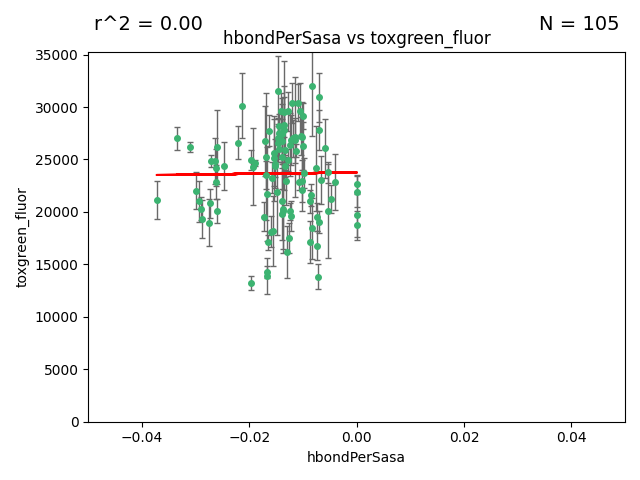 r^2 = 0.00
N = 105
hbondPerSasa vs toxgreen_fluor
35000
30000
25000
20000
15000
10000
5000
0
toxgreen_fluor
−0.04
−0.02
0.00
0.02
0.04
hbondPerSasa